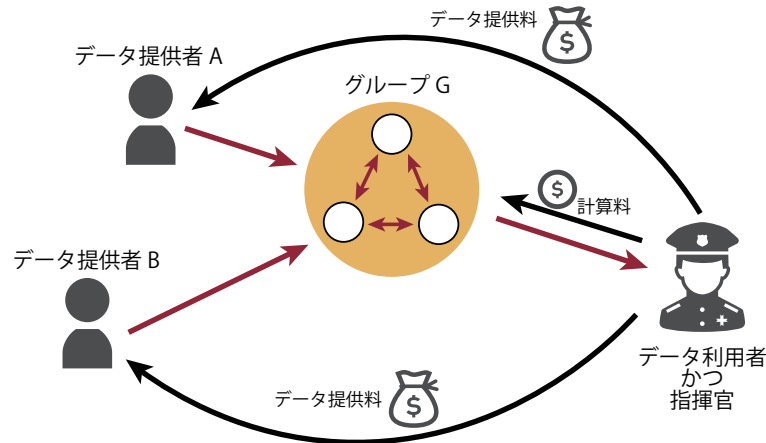 データ提供料
$
データ提供者 A
グループ G
$
計算料
データ提供者 B
データ利用者
かつ
指揮官
データ提供料
$